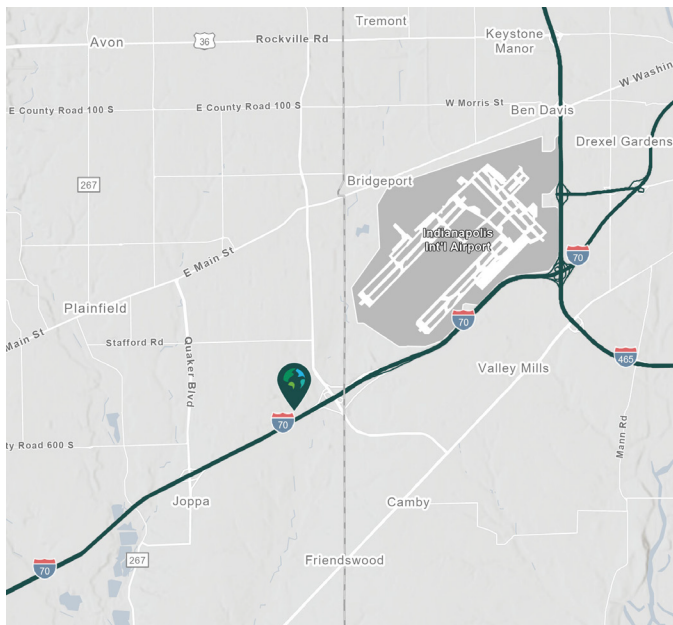 Tremont
Avon
36
Rockville Rd
Keystone
Manor
W Washin
E County Road 100 S
E County Road 100 S
W Morris St
Ben Davis
Drexel Gardens
267
Bridgeport
Indianapolis
Int'l Airport
70
E Main St
Plainfield
Main St
Stafford Rd
Quaker Blvd
70
465
Valley Mills
Mann Rd
70
ty Road 600 S
Joppa
Camby
267
Friendswood
70